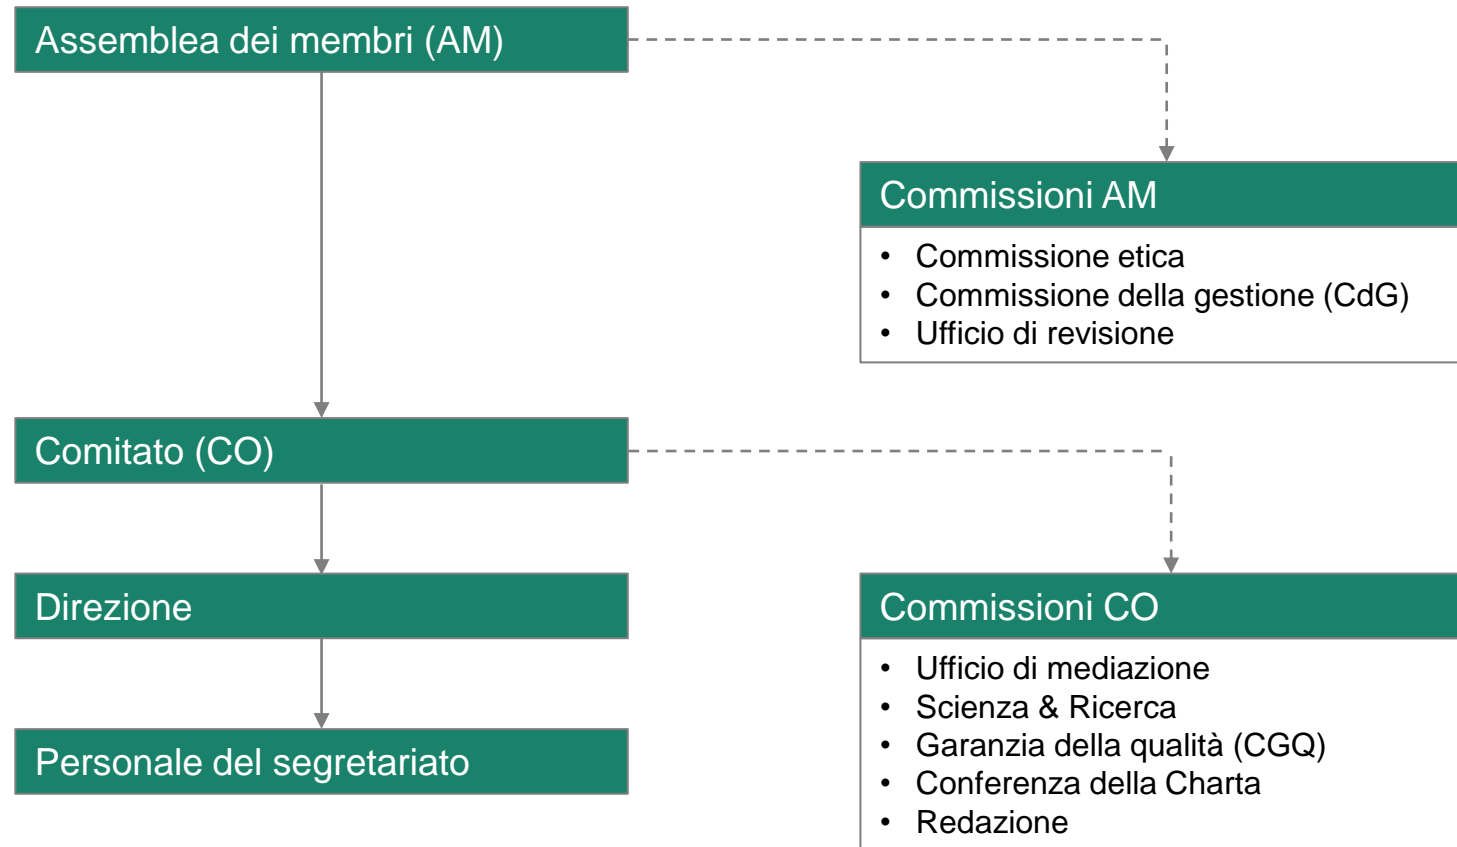 Assemblea dei membri (AM)
Commissioni AM
• Commissione etica
• Commissione della gestione (CdG)
• Ufficio di revisione
Comitato (CO)
Direzione
Personale del segretariato
Commissioni CO
• Ufficio di mediazione
• Scienza & Ricerca
• Garanzia della qualità (CGQ)
• Conferenza della Charta
• Redazione